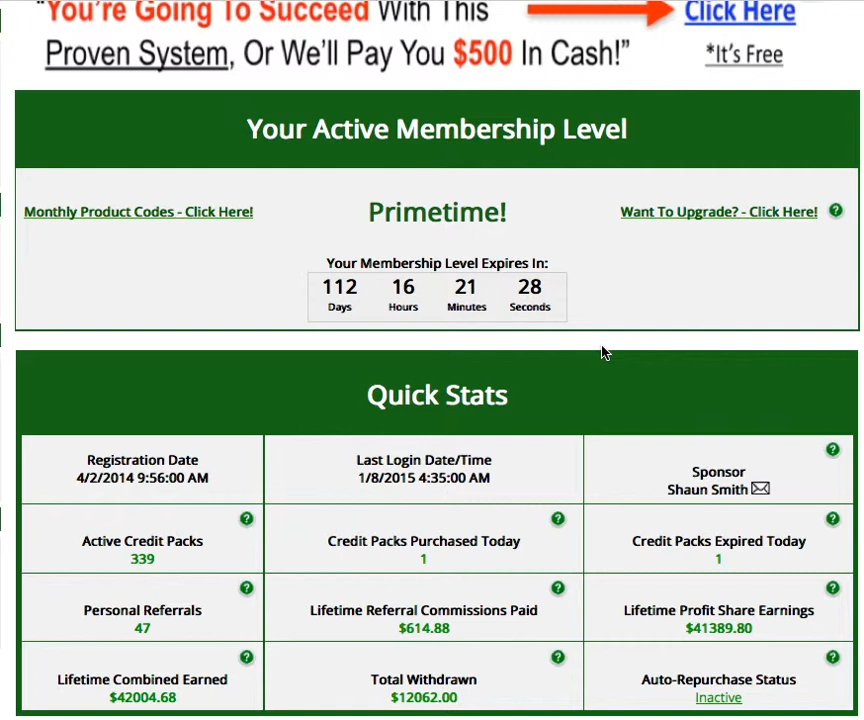 "You're Going To Succeed With This
Click Here
Proven System, Or We'll Pay You $500 In Cash!"
*It's Free
Your Active Membership Level
Monthly Product Codes - Click Here!
Primetime!
Want To Upgrade? - Click Here!
Your Membership Level Expires In:
112 16 21 28
Days Hours Minutes Seconds
Quick Stats
Registration Date
4/2/2014 9:56:00 AM
Last Login Date/Time
1/8/2015 4:35:00 AM
Sponsor
Shaun Smith
Active Credit Packs
339
Credit Packs Purchased Today
1
Credit Packs Expired Today
1
Personal Referrals
47
Lifetime Referral Commissions Paid
$614.88
Lifetime Profit Share Earnings
$41389.80
Lifetime Combined Earned
$42004.68
Total Withdrawn
$12062.00
Auto-Repurchase Status
Inactive